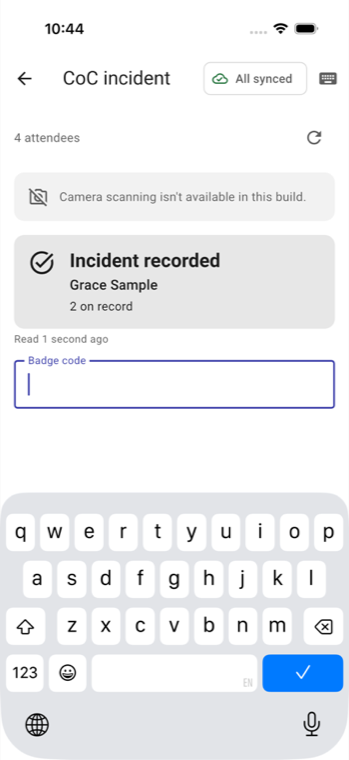 10:44
CoC incident
All synced
4 attendees
Camera scanning isn't available in this build.
Incident recorded
Grace Sample
2 on record
Read 1 second ago
Badge code
q w e r t y u i o p
a s d f g h j k l
z x c v b n m
123
EN